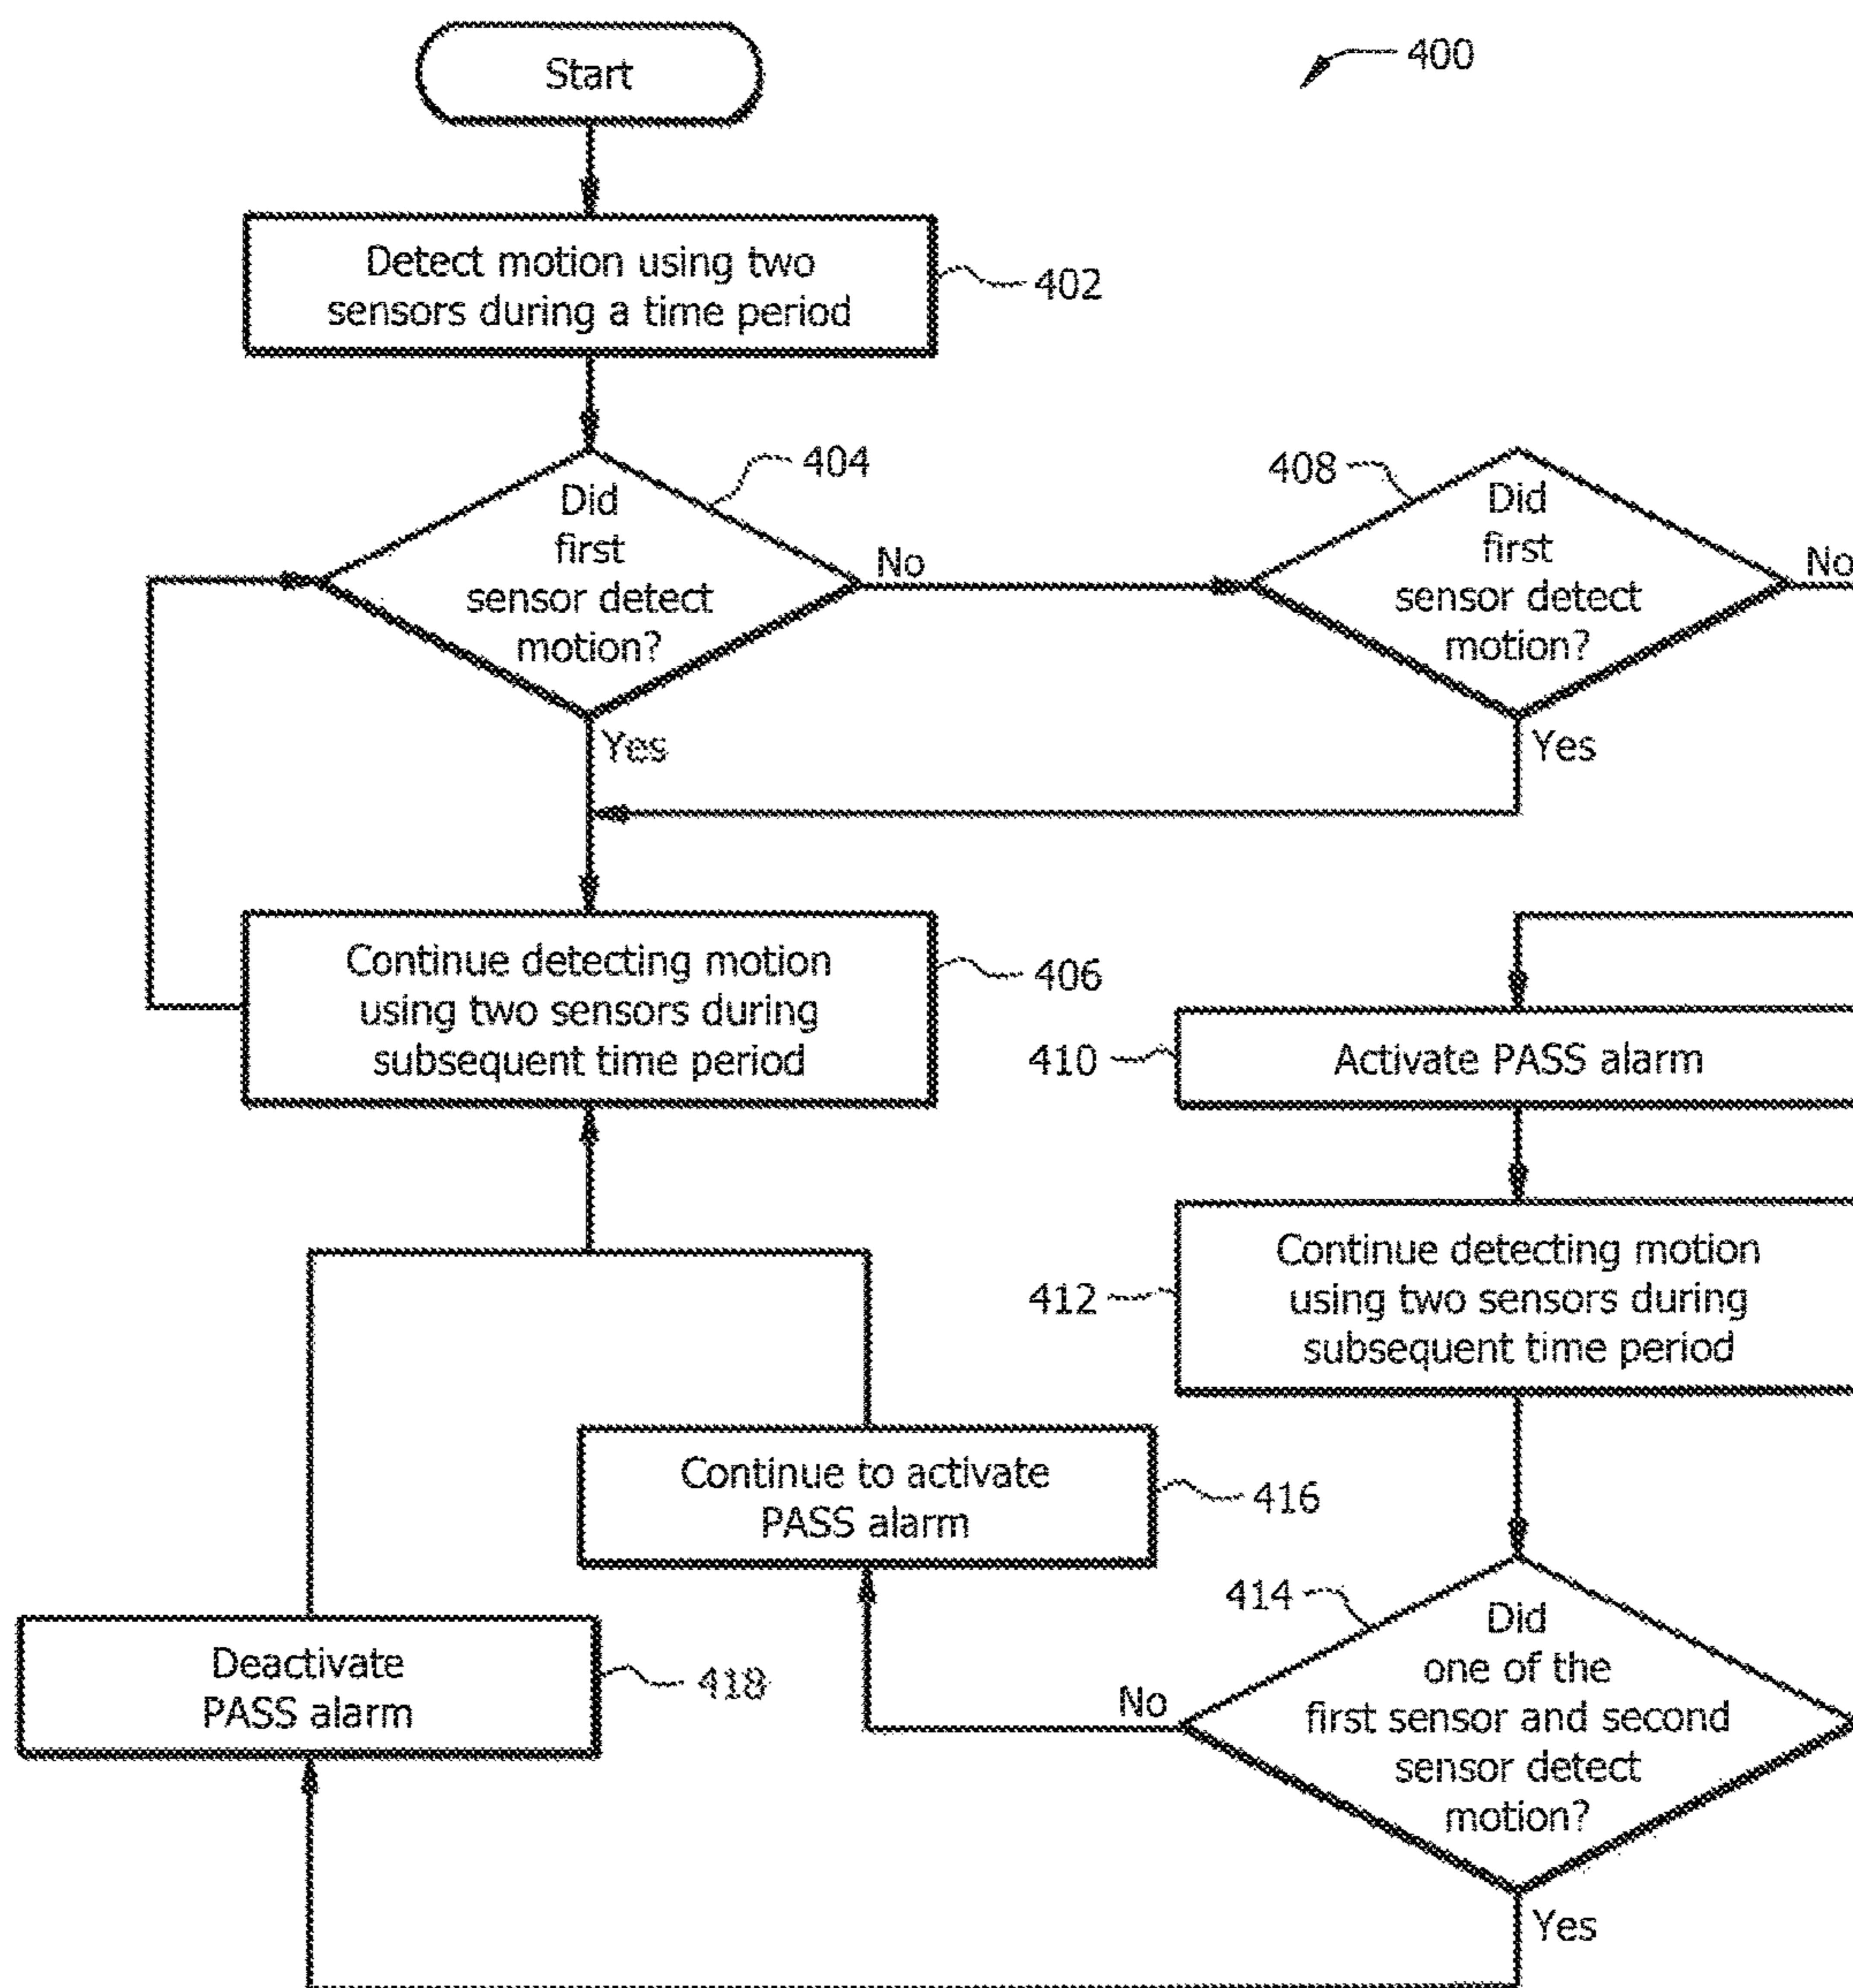 Start
400
Detect motion using two
sensors during a time period
402
404
Did
first
sensor detect
motion?
No
Yes
408
Did
first
sensor detect
motion?
No
Yes
Continue detecting motion
using two sensors during
subsequent time period
406
410
Activate PASS alarm
412
Continue detecting motion
using two sensors during
subsequent time period
Continue to activate
PASS alarm
416
414
Did
one of the
first sensor and second
sensor detect
motion?
No
Yes
Deactivate
PASS alarm
418